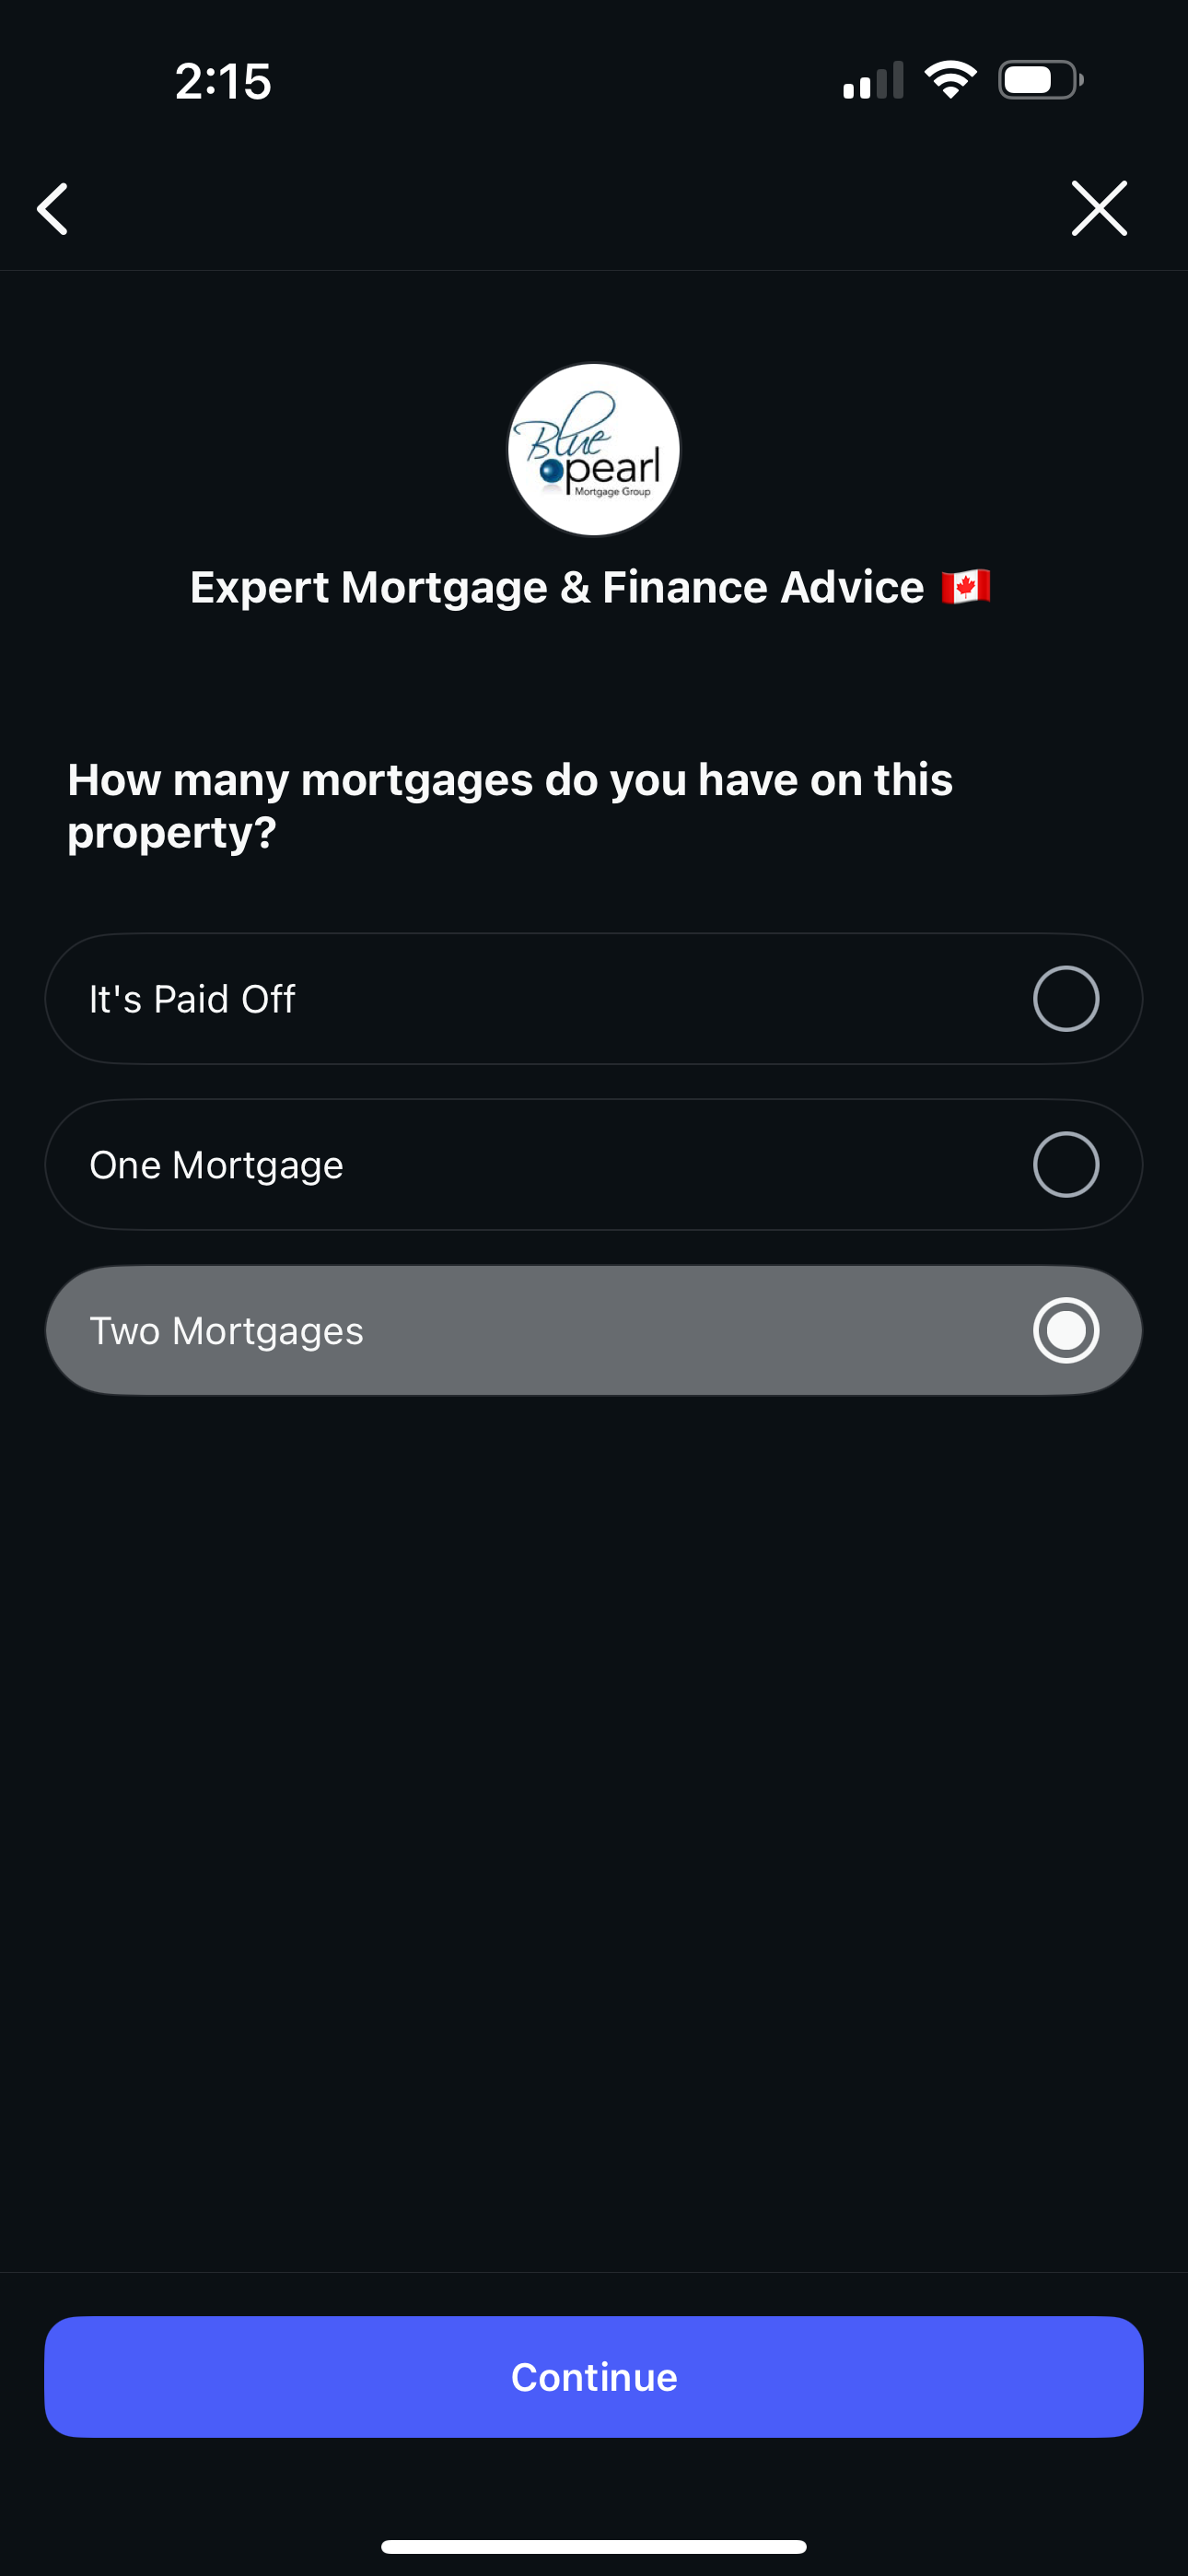 2:15
Blue
pearl
Mortgage Group
Expert Mortgage & Finance Advice 🇨🇦
How many mortgages do you have on this
property?
It's Paid Off
One Mortgage
Two Mortgages
Continue